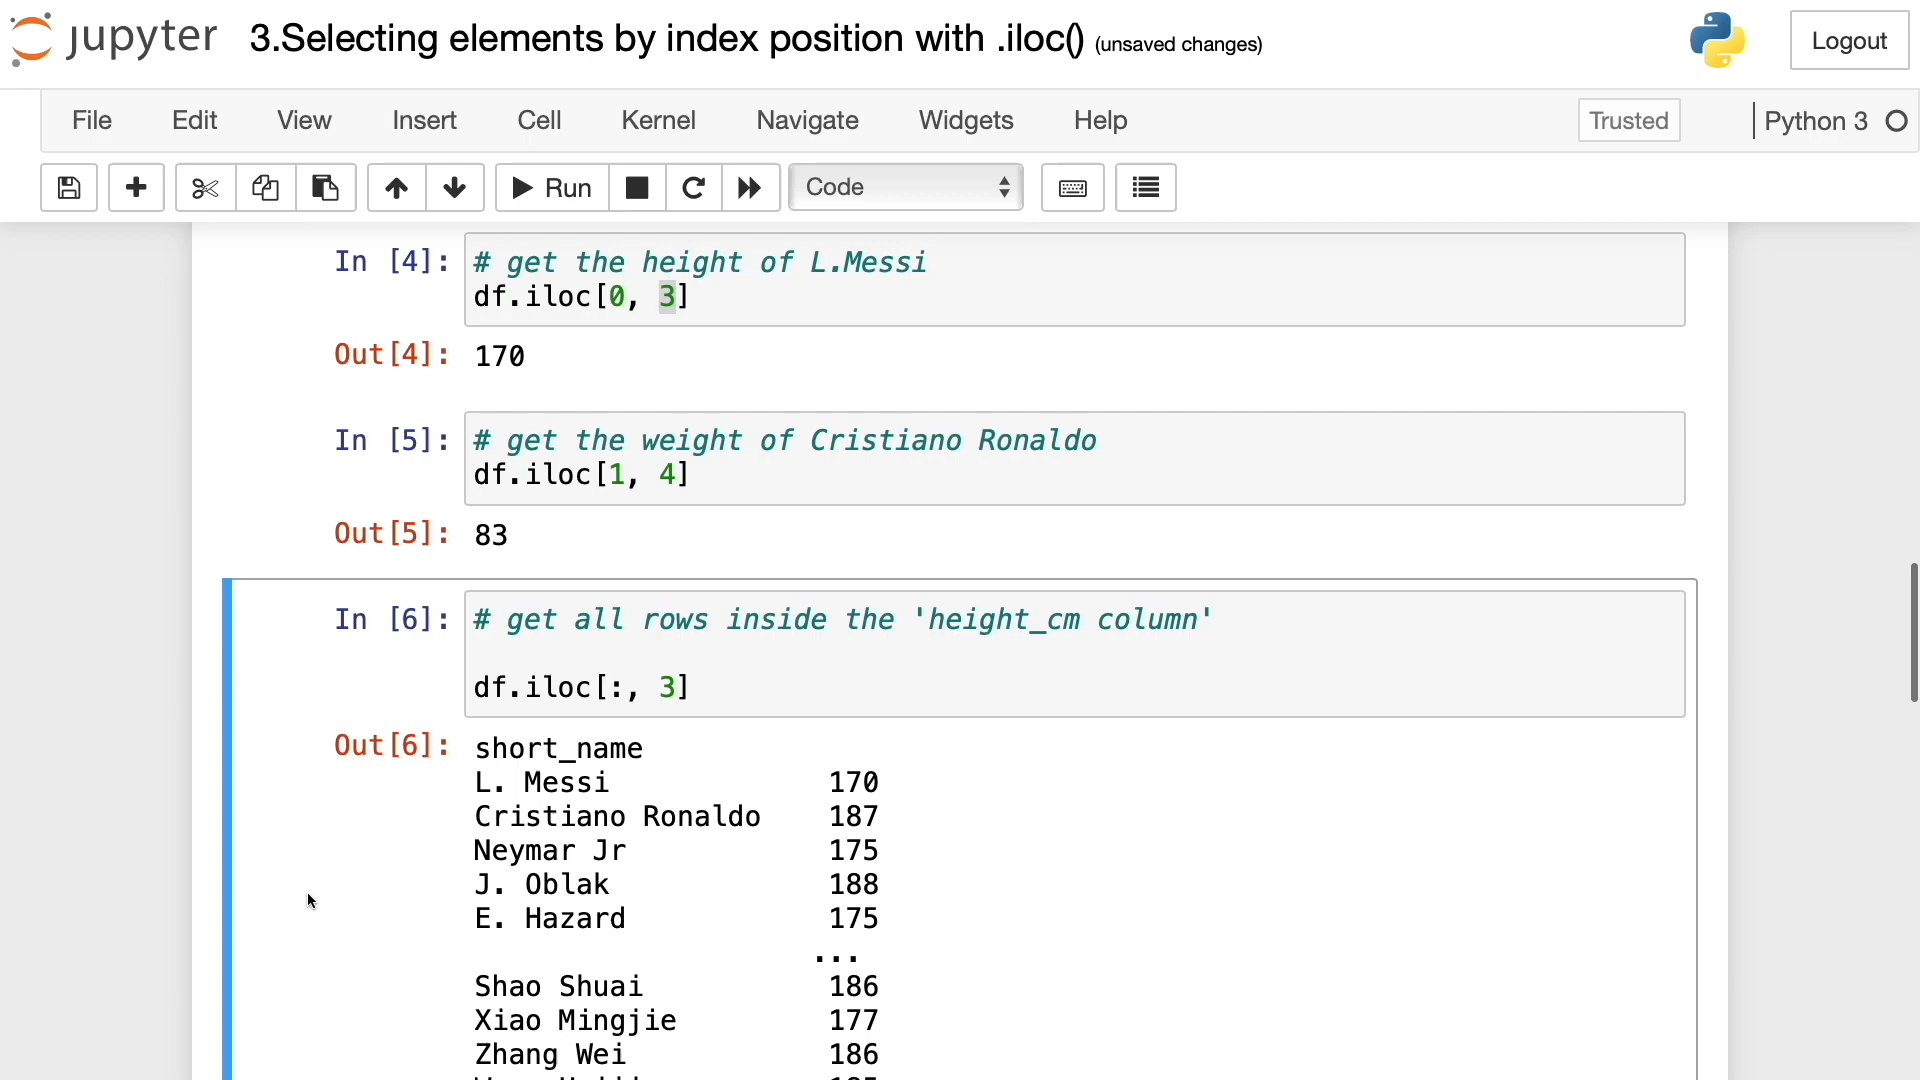 jupyter 3.Selecting elements by index position with .iloc() (unsaved changes) Logout
File Edit View Insert Cell Kernel Navigate Widgets Help Trusted Python 3
Run Code
In [4]: # get the height of L.Messi
df.iloc[0, 3]
Out[4]: 170
In [5]: # get the weight of Cristiano Ronaldo
df.iloc[1, 4]
Out[5]: 83
In [6]: # get all rows inside the 'height_cm column'
df.iloc[:, 3]
Out[6]: short_name
L. Messi 170
Cristiano Ronaldo 187
Neymar Jr 175
J. Oblak 188
E. Hazard 175
...
Shao Shuai 186
Xiao Mingjie 177
Zhang Wei 186